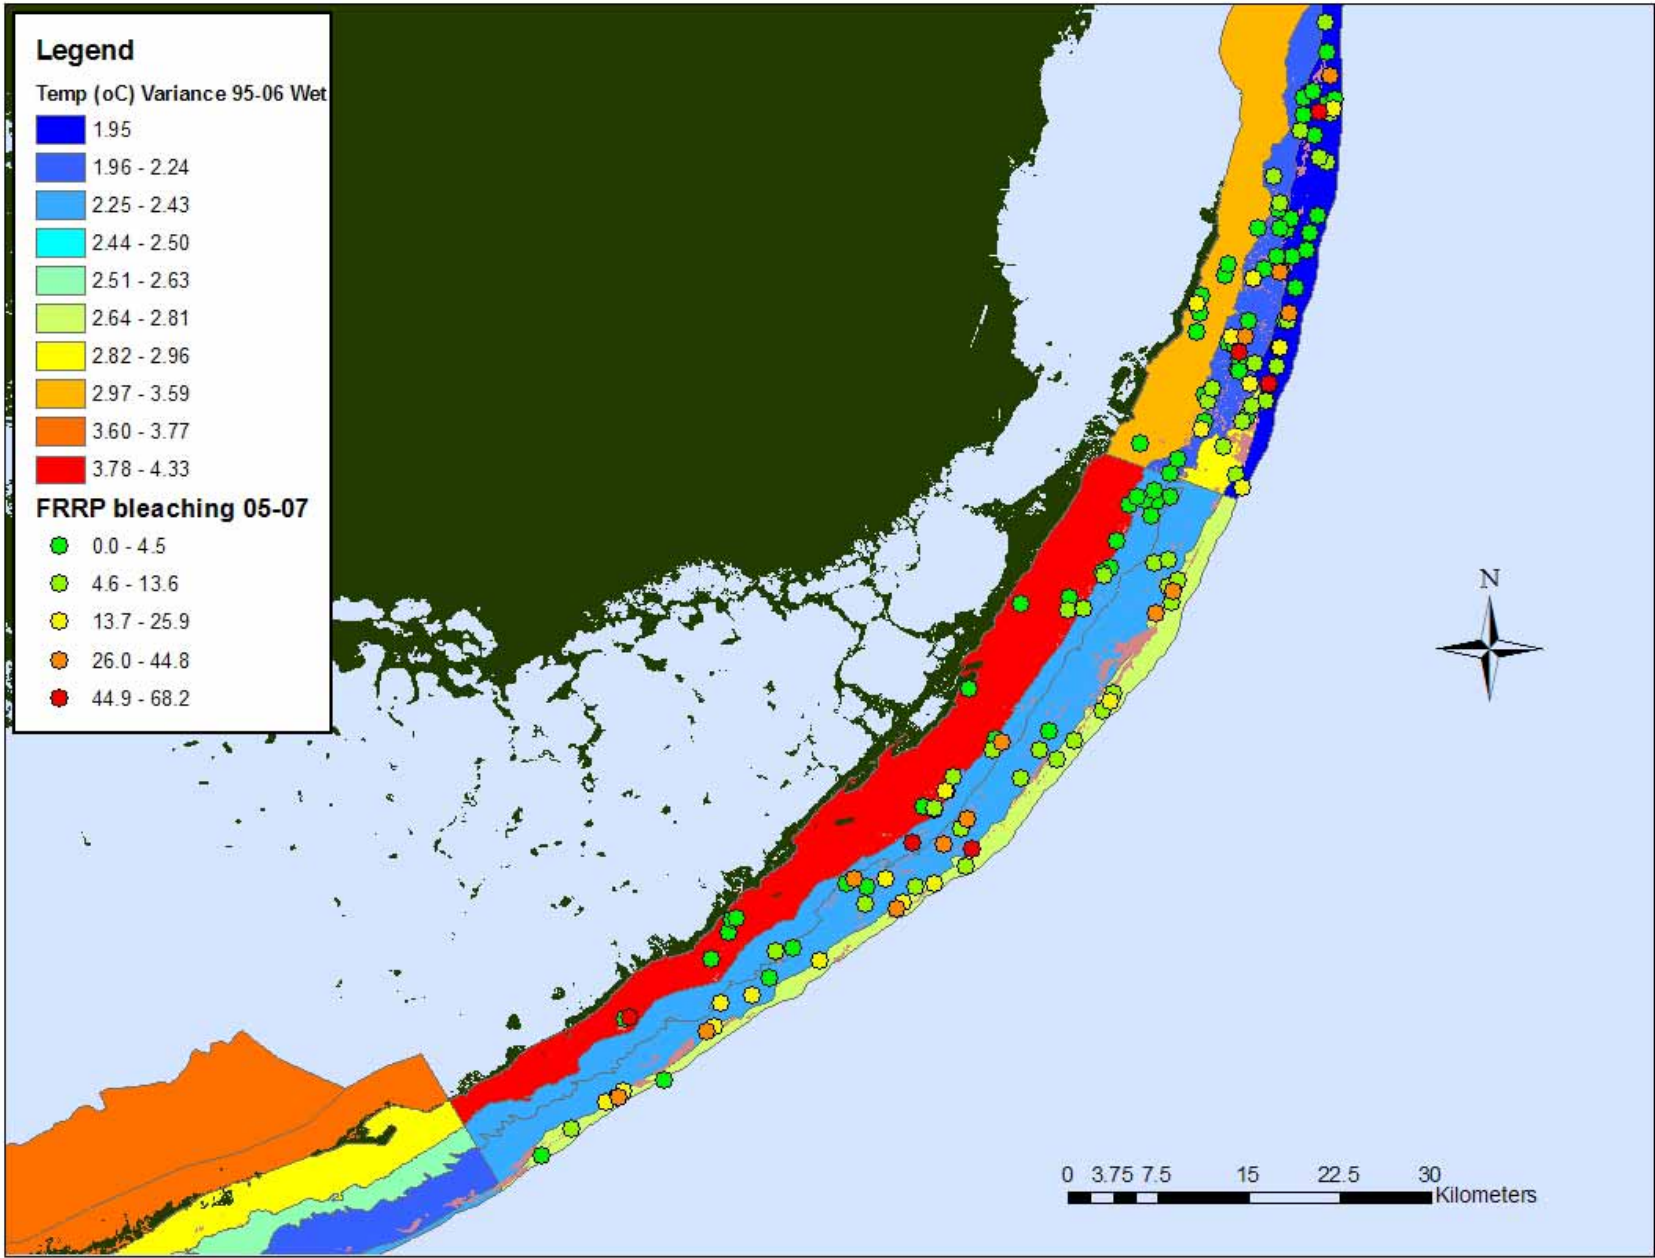 Legend
Temp (oC) Variance 95-06 Wet
1.95
1.96 - 2.24
2.25 - 2.43
2.44 - 2.50
2.51 - 2.63
2.64 - 2.81
2.82 - 2.96
2.97 - 3.59
3.60 - 3.77
3.78 - 4.33
FRRP bleaching 05-07
0.0 - 4.5
4.6 - 13.6
13.7 - 25.9
26.0 - 44.8
44.9 - 68.2
N
0 3.75 7.5 15 22.5 30
Kilometers